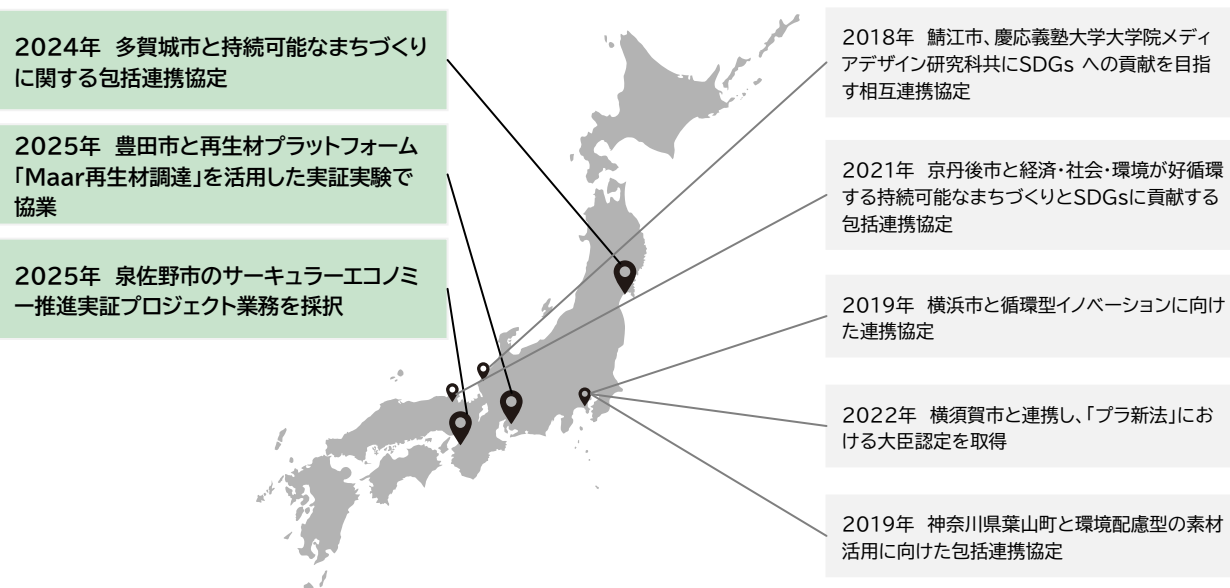 2024年 多賀城市と持続可能なまちづくり
に関する包括連携協定
2025年 豊田市と再生材プラットフォーム
「Maar再生材調達」を活用した実証実験で
協業
2025年 泉佐野市のサーキュラーエコノミ
ー推進実証プロジェクト業務を採択
2018年 鯖江市、慶応義塾大学大学院メディ
アデザイン研究科共にSDGs への貢献を目指
す相互連携協定
2021年 京丹後市と経済・社会・環境が好循環
する持続可能なまちづくりとSDGsに貢献する
包括連携協定
2019年 横浜市と循環型イノベーションに向け
た連携協定
2022年 横須賀市と連携し、「プラ新法」にお
ける大臣認定を取得
2019年 神奈川県葉山町と環境配慮型の素材
活用に向けた包括連携協定